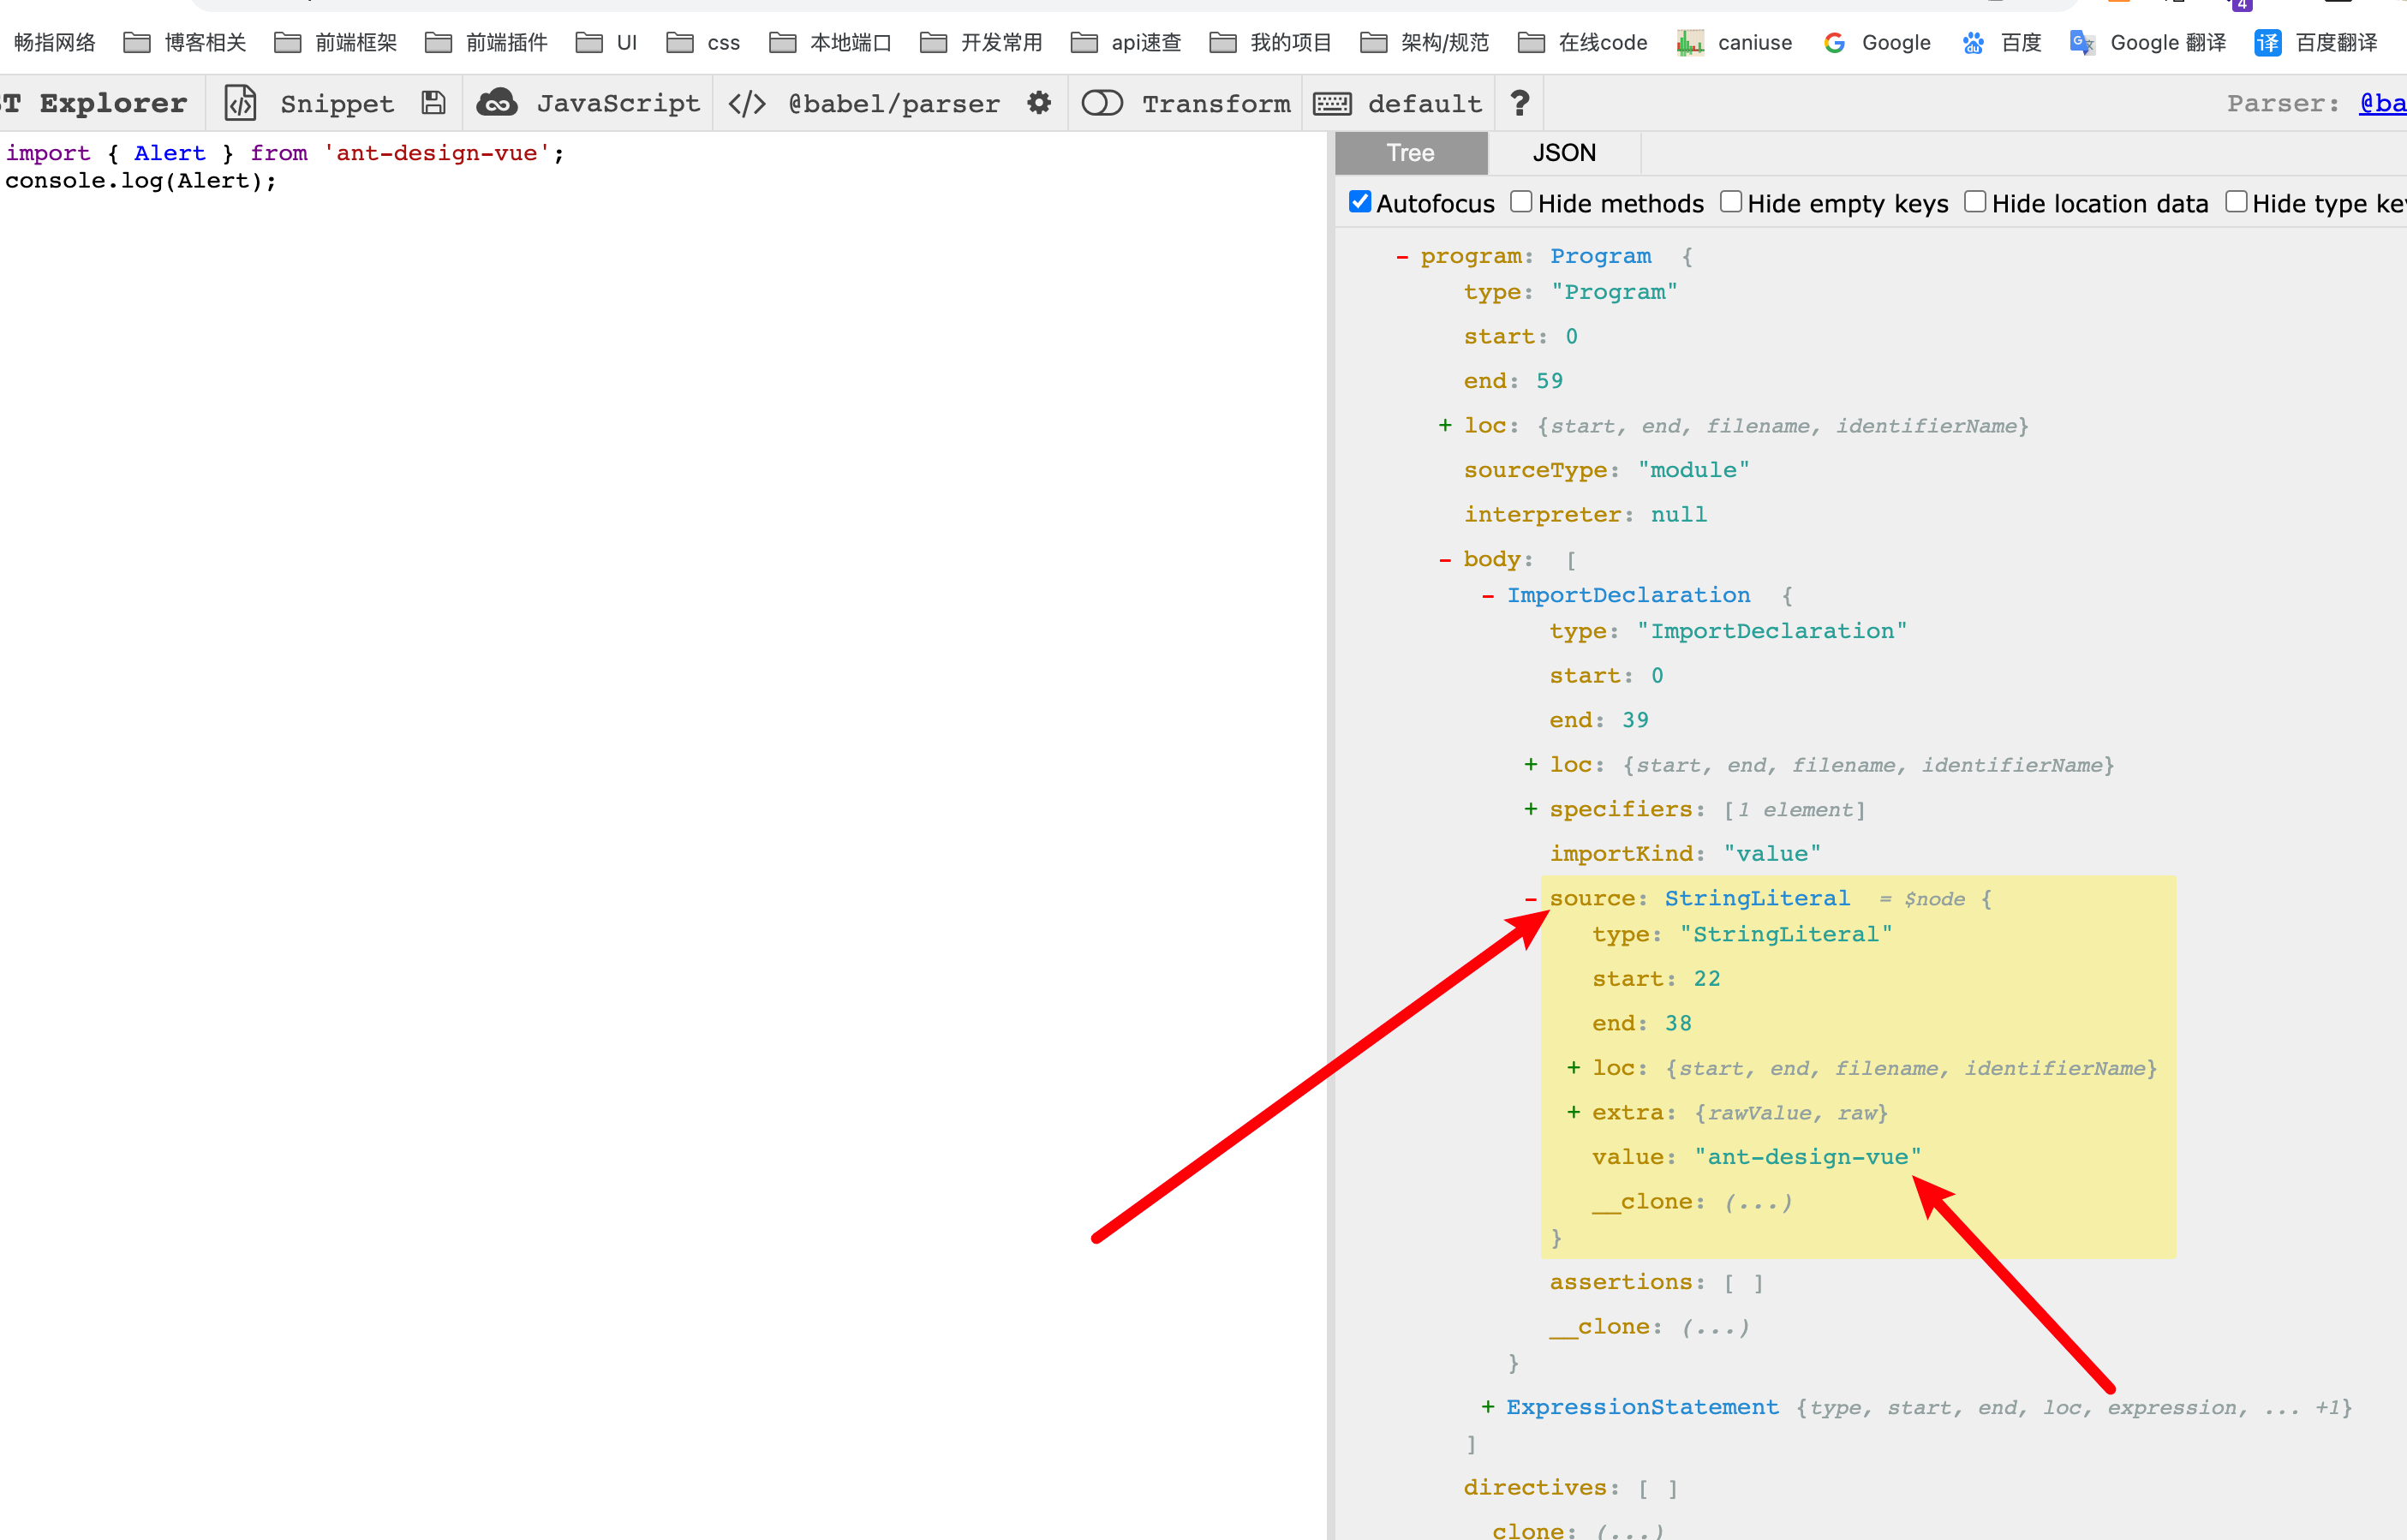 畅指网络 博客相关 前端框架 前端插件 UI css 本地端口 开发常用 api速查 我的项目 架构/规范 在线code caniuse Google 百度 Google 翻译 百度翻译
T Explorer Snippet JavaScript </> @babel/parser Transform default ? Parser: @ba
import { Alert } from 'ant-design-vue';
console.log(Alert);
Tree JSON
Autofocus Hide methods Hide empty keys Hide location data Hide type key
- program: Program {
type: "Program"
start: 0
end: 59
+ loc: {start, end, filename, identifierName}
sourceType: "module"
interpreter: null
- body: [
- ImportDeclaration {
type: "ImportDeclaration"
start: 0
end: 39
+ loc: {start, end, filename, identifierName}
+ specifiers: [1 element]
importKind: "value"
- source: StringLiteral = $node {
type: "StringLiteral"
start: 22
end: 38
+ loc: {start, end, filename, identifierName}
+ extra: {rawValue, raw}
value: "ant-design-vue"
__clone: (...)
}
assertions: [ ]
__clone: (...)
}
+ ExpressionStatement {type, start, end, loc, expression, ... +1}
]
directives: [ ]
clone: (...)